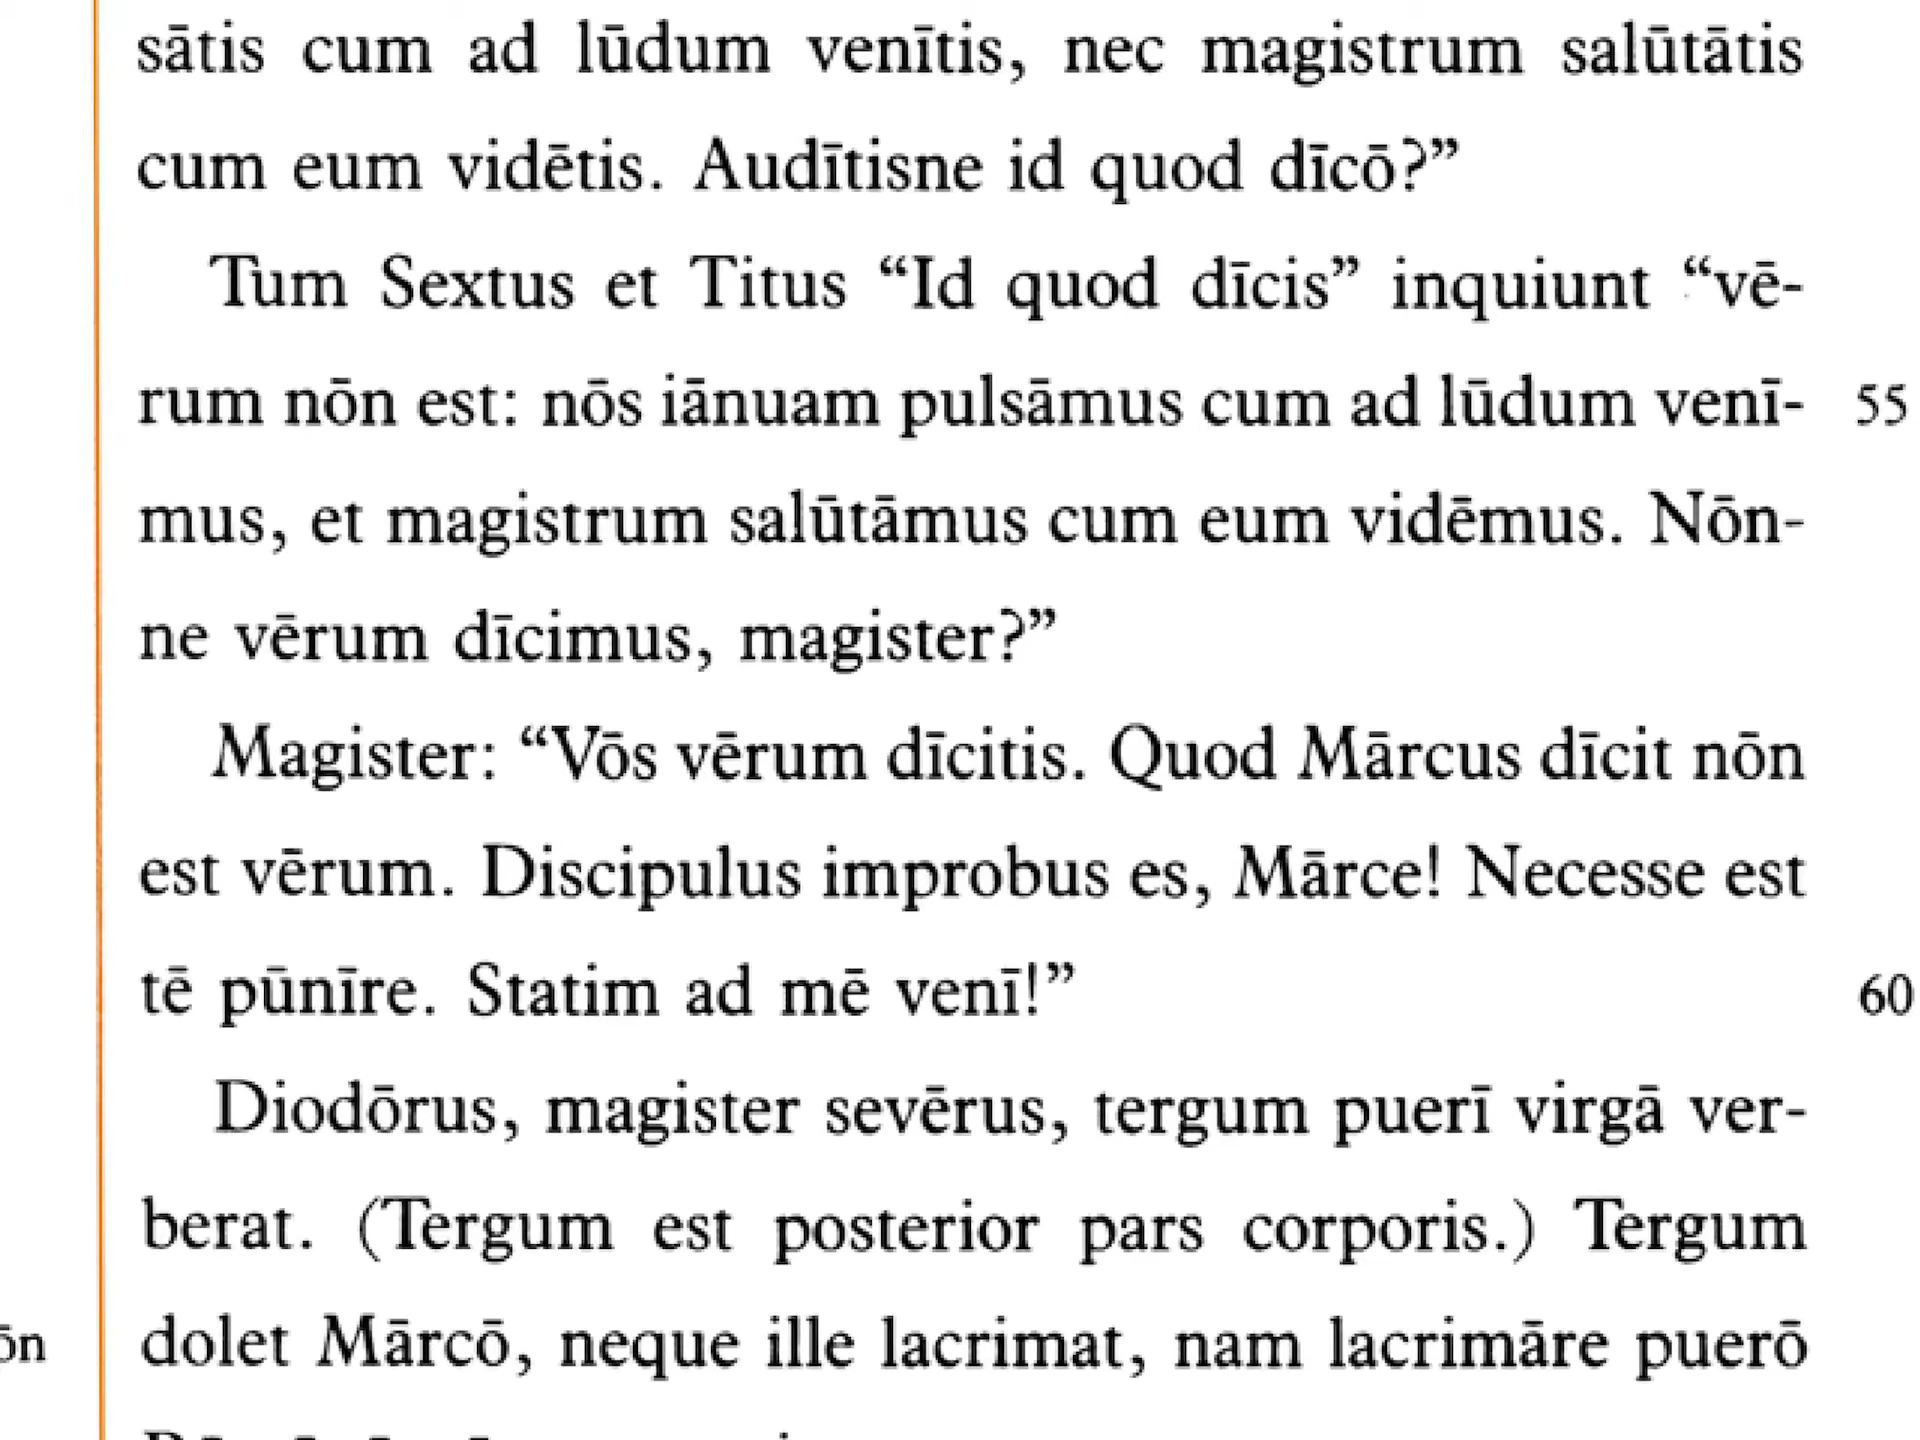 sātis cum ad lūdum venītis, nec magistrum salūtātis
cum eum vidētis. Audītisne id quod dīcō?”
Tum Sextus et Titus “Id quod dīcis” inquiunt “vē-
rum nōn est: nōs iānuam pulsāmus cum ad lūdum venī-
55
mus, et magistrum salūtāmus cum eum vidēmus. Nōn-
ne vērum dīcimus, magister?”
Magister: “Vōs vērum dīcitis. Quod Mārcus dīcit nōn
est vērum. Discipulus improbus es, Mārce! Necesse est
tē pūnīre. Statim ad mē venī!”
60
Diodōrus, magister sevērus, tergum puerī virgā ver-
berat. (Tergum est posterior pars corporis.) Tergum
ōn
dolet Mārcō, neque ille lacrimat, nam lacrimāre puerō